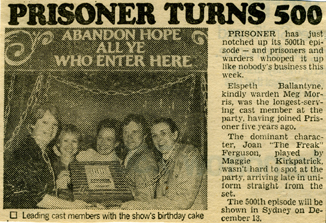 PRISONER TURNS 500
ABANDON HOPE
ALL YE
WHO ENTER HERE
☐ Leading cast members with the show's birthday cake
PRISONER has just
notched up its 500th epi-
sode — and prisoners and
warders whooped it up
like nobody's business this
week.
Elspeth Ballantyne,
kindly warden Meg Mor-
ris, was the longest-serv-
ing cast member at the
party, having joined Pris-
oner five years ago.
The dominant charac-
ter, Joan "The Freak"
Ferguson, played by
Maggie Kirkpatrick,
wasn't hard to spot at the
party, arriving late in uni-
form straight from the
set.
The 500th episode will be
shown in Sydney on De-
cember 13.